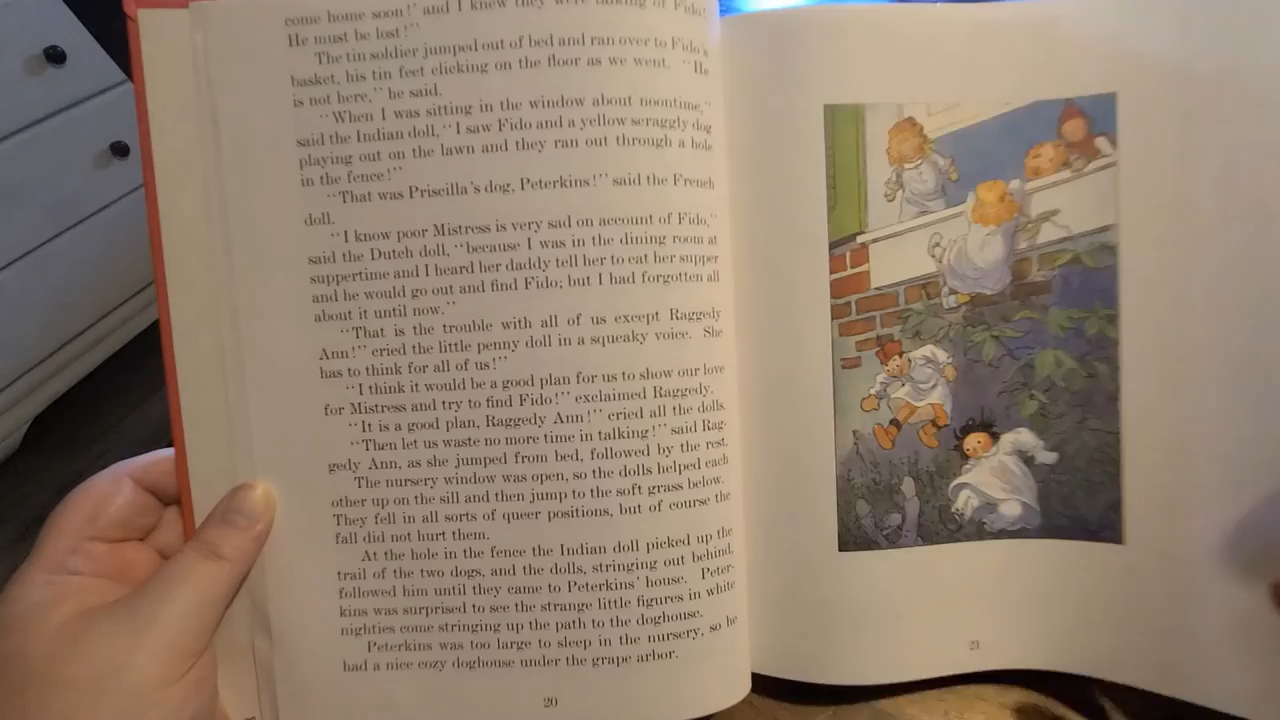 come home soon!' and I knew they were talking of Fido!
He must be lost!"
The tin soldier jumped out of bed and ran over to Fido's
basket, his tin feet clicking on the floor as we went. "He
is not here," he said.
"When I was sitting in the window about noontime,"
said the Indian doll, "I saw Fido and a yellow scraggly dog
playing out on the lawn and they ran out through a hole
in the fence!"
"That was Priscilla's dog, Peterkins!" said the French
doll.
"I know poor Mistress is very sad on account of Fido,"
said the Dutch doll, "because I was in the dining room at
suppertime and I heard her daddy tell her to eat her supper
and he would go out and find Fido; but I had forgotten all
about it until now."
"That is the trouble with all of us except Raggedy
Ann!" cried the little penny doll in a squeaky voice. She
has to think for all of us!"
"I think it would be a good plan for us to show our love
for Mistress and try to find Fido!" exclaimed Raggedy.
"It is a good plan, Raggedy Ann!" cried all the dolls.
"Then let us waste no more time in talking!" said Rag-
gedy Ann, as she jumped from bed, followed by the rest.
The nursery window was open, so the dolls helped each
other up on the sill and then jump to the soft grass below.
They fell in all sorts of queer positions, but of course the
fall did not hurt them.
At the hole in the fence the Indian doll picked up the
trail of the two dogs, and the dolls, stringing out behind,
followed him until they came to Peterkins' house. Peter-
kins was surprised to see the strange little figures in white
nighties come stringing up the path to the doghouse.
Peterkins was too large to sleep in the nursery, so he
had a nice cozy doghouse under the grape arbor.
20
21